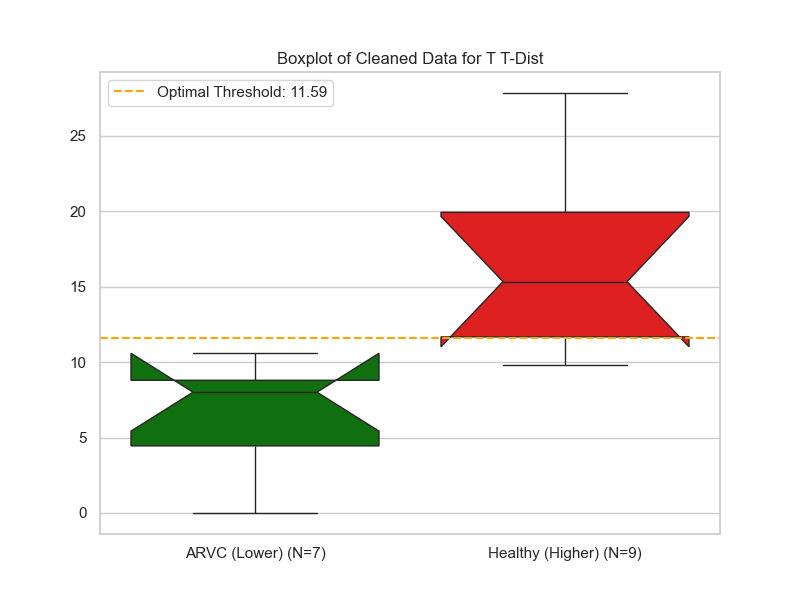 Boxplot of Cleaned Data for T T-Dist
Optimal Threshold: 11.59
25
20
15
10
5
0
ARVC (Lower) (N=7)
Healthy (Higher) (N=9)